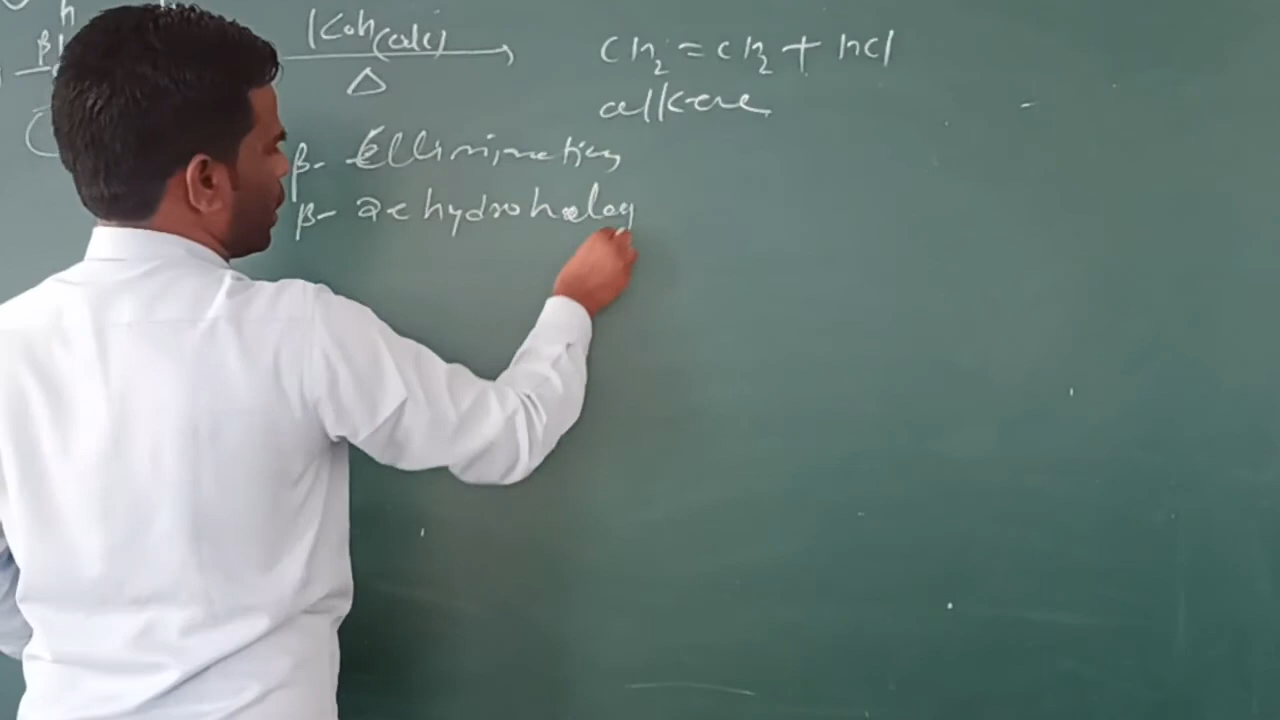 h
β
KOH(alc)
Δ
CH2=CH2+HCl
alkene
β- Ellimination
β- dehydrohalog